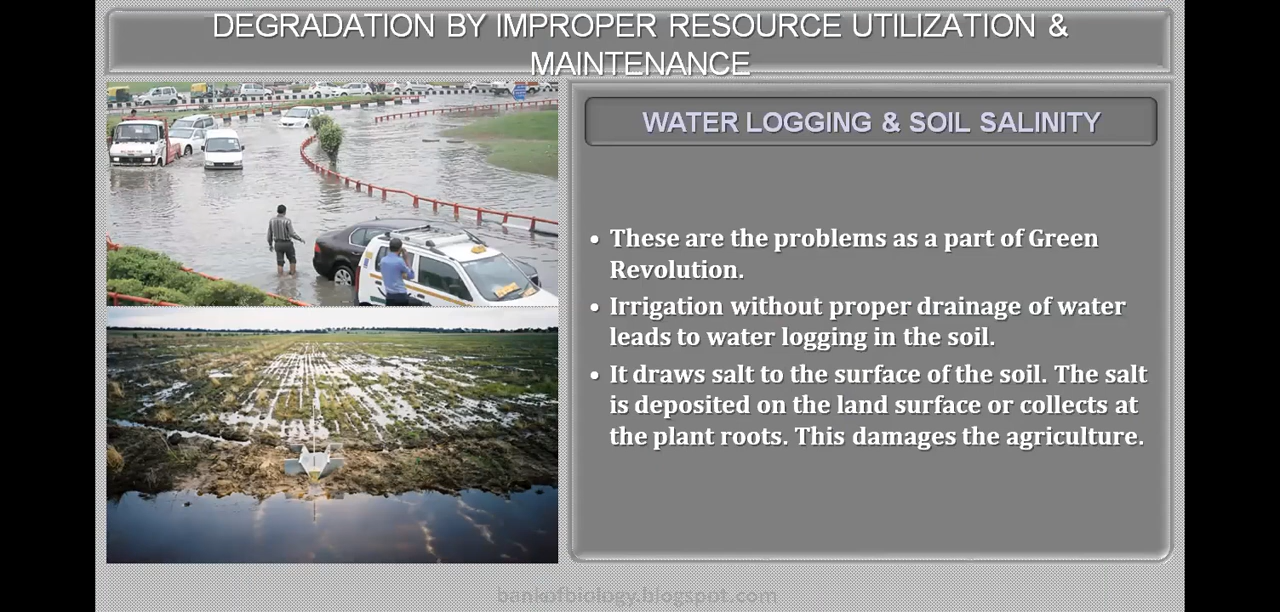 DEGRADATION BY IMPROPER RESOURCE UTILIZATION &
MAINTENANCE
WATER LOGGING & SOIL SALINITY
• These are the problems as a part of Green
Revolution.
• Irrigation without proper drainage of water
leads to water logging in the soil.
• It draws salt to the surface of the soil. The salt
is deposited on the land surface or collects at
the plant roots. This damages the agriculture.
bankofbiology.blogspot.com